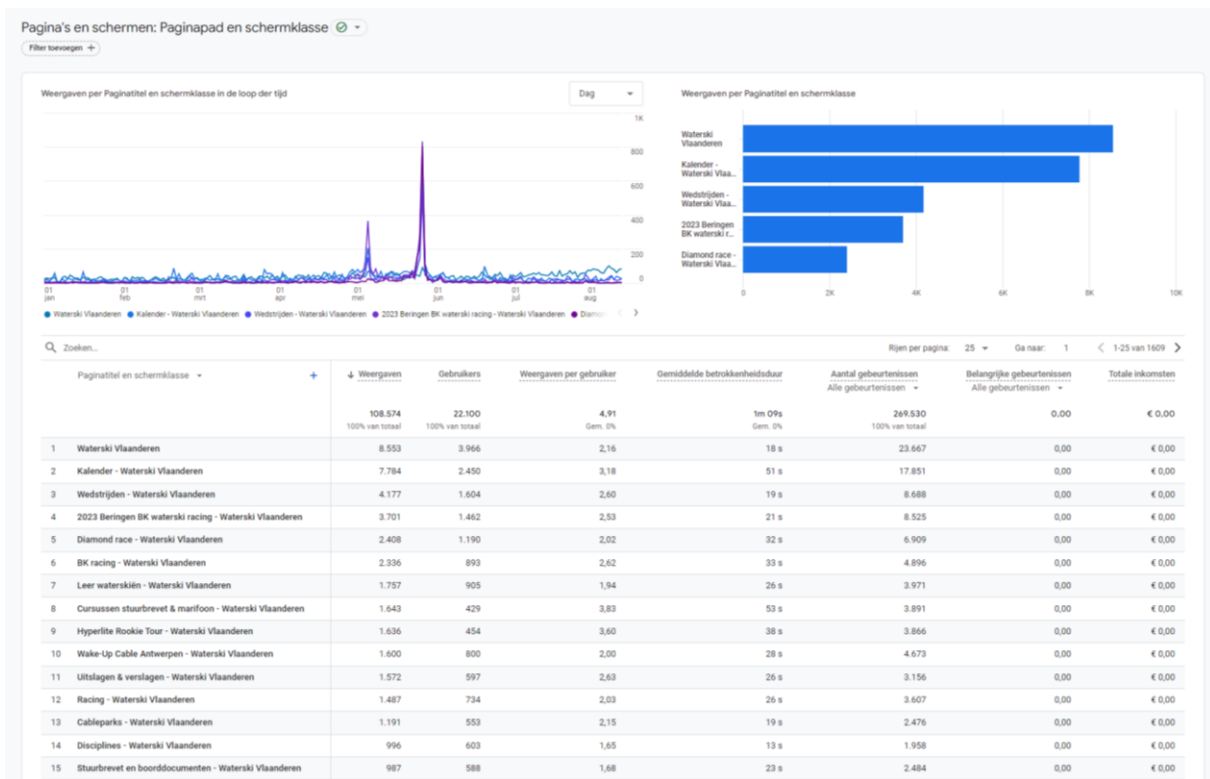 Pagina's en schermen: Paginapad en schermklasse
Filter toevoegen +
Weergaven per Paginatitel en schermklasse in de loop der tijd
Dag
1K
800
600
400
200
0
01 jan 01 feb 01 mrt 01 apr 01 mei 01 jun 01 jul 01 aug
Waterski Vlaanderen Kalender - Waterski Vlaanderen Wedstrijden - Waterski Vlaanderen 2023 Beringen BK waterski racing - Waterski Vlaanderen Diamon
Weergaven per Paginatitel en schermklasse
Waterski
Vlaanderen
Kalender -
Waterski Vlaa...
Wedstrijden -
Waterski Vlaa...
2023 Beringen
BK waterski r...
Diamond race -
Waterski Vlaa...
0 2K 4K 6K 8K 10K
Zoeken... Rijen per pagina: 25 Ga naar: 1 1-25 van 1609
Paginatitel en schermklasse + ↓ Weergaven Gebruikers Weergaven per gebruiker Gemiddelde betrokkenheidsduur Aantal gebeurtenissen Belangrijke gebeurtenissen Totale inkomsten
Alle gebeurtenissen Alle gebeurtenissen
108.574 22.100 4,91 1m 09s 269.530 0,00 € 0,00
100% van totaal 100% van totaal Gem. 0% Gem. 0% 100% van totaal
1 Waterski Vlaanderen 8.553 3.966 2,16 18 s 23.667 0,00 € 0,00
2 Kalender - Waterski Vlaanderen 7.784 2.450 3,18 51 s 17.851 0,00 € 0,00
3 Wedstrijden - Waterski Vlaanderen 4.177 1.604 2,60 19 s 8.688 0,00 € 0,00
4 2023 Beringen BK waterski racing - Waterski Vlaanderen 3.701 1.462 2,53 21 s 8.525 0,00 € 0,00
5 Diamond race - Waterski Vlaanderen 2.408 1.190 2,02 32 s 6.909 0,00 € 0,00
6 BK racing - Waterski Vlaanderen 2.336 893 2,62 33 s 4.896 0,00 € 0,00
7 Leer waterskiën - Waterski Vlaanderen 1.757 905 1,94 26 s 3.971 0,00 € 0,00
8 Cursussen stuurbrevet & marifoon - Waterski Vlaanderen 1.643 429 3,83 53 s 3.891 0,00 € 0,00
9 Hyperlite Rookie Tour - Waterski Vlaanderen 1.636 454 3,60 38 s 3.866 0,00 € 0,00
10 Wake-Up Cable Antwerpen - Waterski Vlaanderen 1.600 800 2,00 28 s 4.673 0,00 € 0,00
11 Uitslagen & verslagen - Waterski Vlaanderen 1.572 597 2,63 26 s 3.156 0,00 € 0,00
12 Racing - Waterski Vlaanderen 1.487 734 2,03 26 s 3.607 0,00 € 0,00
13 Cableparks - Waterski Vlaanderen 1.191 553 2,15 19 s 2.476 0,00 € 0,00
14 Disciplines - Waterski Vlaanderen 996 603 1,65 13 s 1.958 0,00 € 0,00
15 Stuurbrevet en boorddocumenten - Waterski Vlaanderen 987 588 1,68 23 s 2.484 0,00 € 0,00